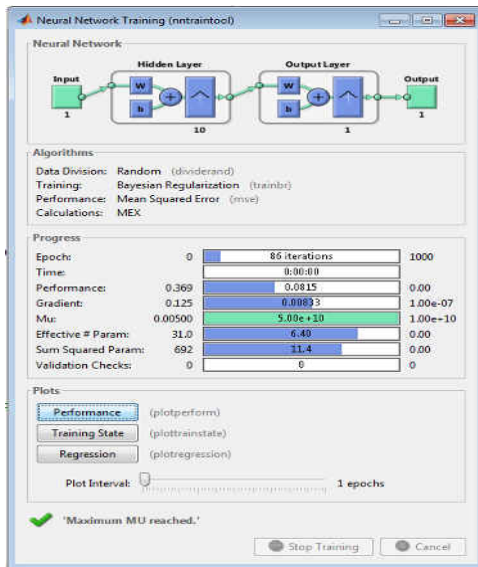 Neural Network Training (nntraintool)
Neural Network
Hidden Layer Output Layer
Input Output
W W
b b
1 10 1 1
Algorithms
Data Division: Random (dividerand)
Training: Bayesian Regularization (trainbr)
Performance: Mean Squared Error (mse)
Calculations: MEX
Progress
Epoch: 0 86 iterations 1000
Time: 0:00:00
Performance: 0.369 0.0815 0.00
Gradient: 0.125 0.00833 1.00e-07
Mu: 0.00500 5.00e+10 1.00e+10
Effective # Param: 31.0 6.40 0.00
Sum Squared Param: 692 11.4 0.00
Validation Checks: 0 0 0
Plots
Performance (plotperform)
Training State (plottrainstate)
Regression (plotregression)
Plot Interval: 1 epochs
'Maximum MU reached.'
Stop Training Cancel